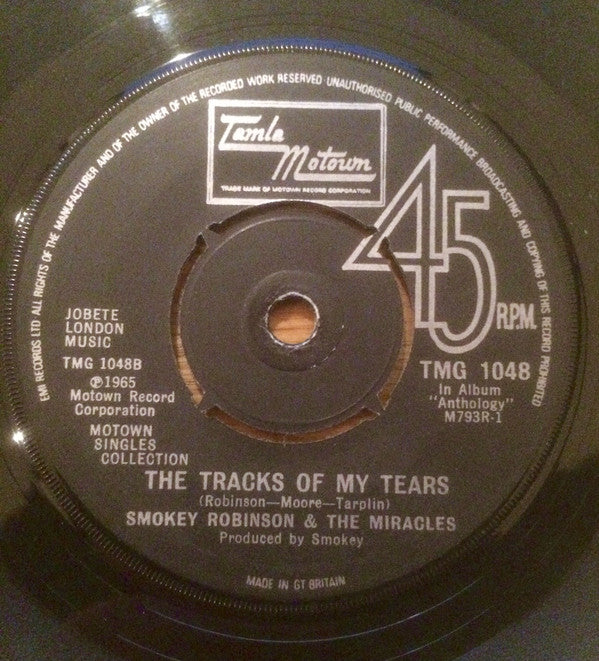 EMI RECORDS LTD ALL RIGHTS OF THE MANUFACTURER AND OF THE OWNER OF THE RECORDED WORK RESERVED · UNAUTHORISED PUBLIC PERFORMANCE BROADCASTING AND COPYING OF THIS RECORD PROHIBITED
Tamla
Motown
TRADE MARK OF MOTOWN RECORD CORPORATION
45
RPM.
JOBETE
LONDON
MUSIC
TMG 1048B
℗1965
Motown Record
Corporation
MOTOWN
SINGLES
COLLECTION
TMG 1048
In Album
"Anthology"
M793R-1
THE TRACKS OF MY TEARS
(Robinson—Moore—Tarplin)
SMOKEY ROBINSON & THE MIRACLES
Produced by Smokey
MADE IN GT BRITAIN